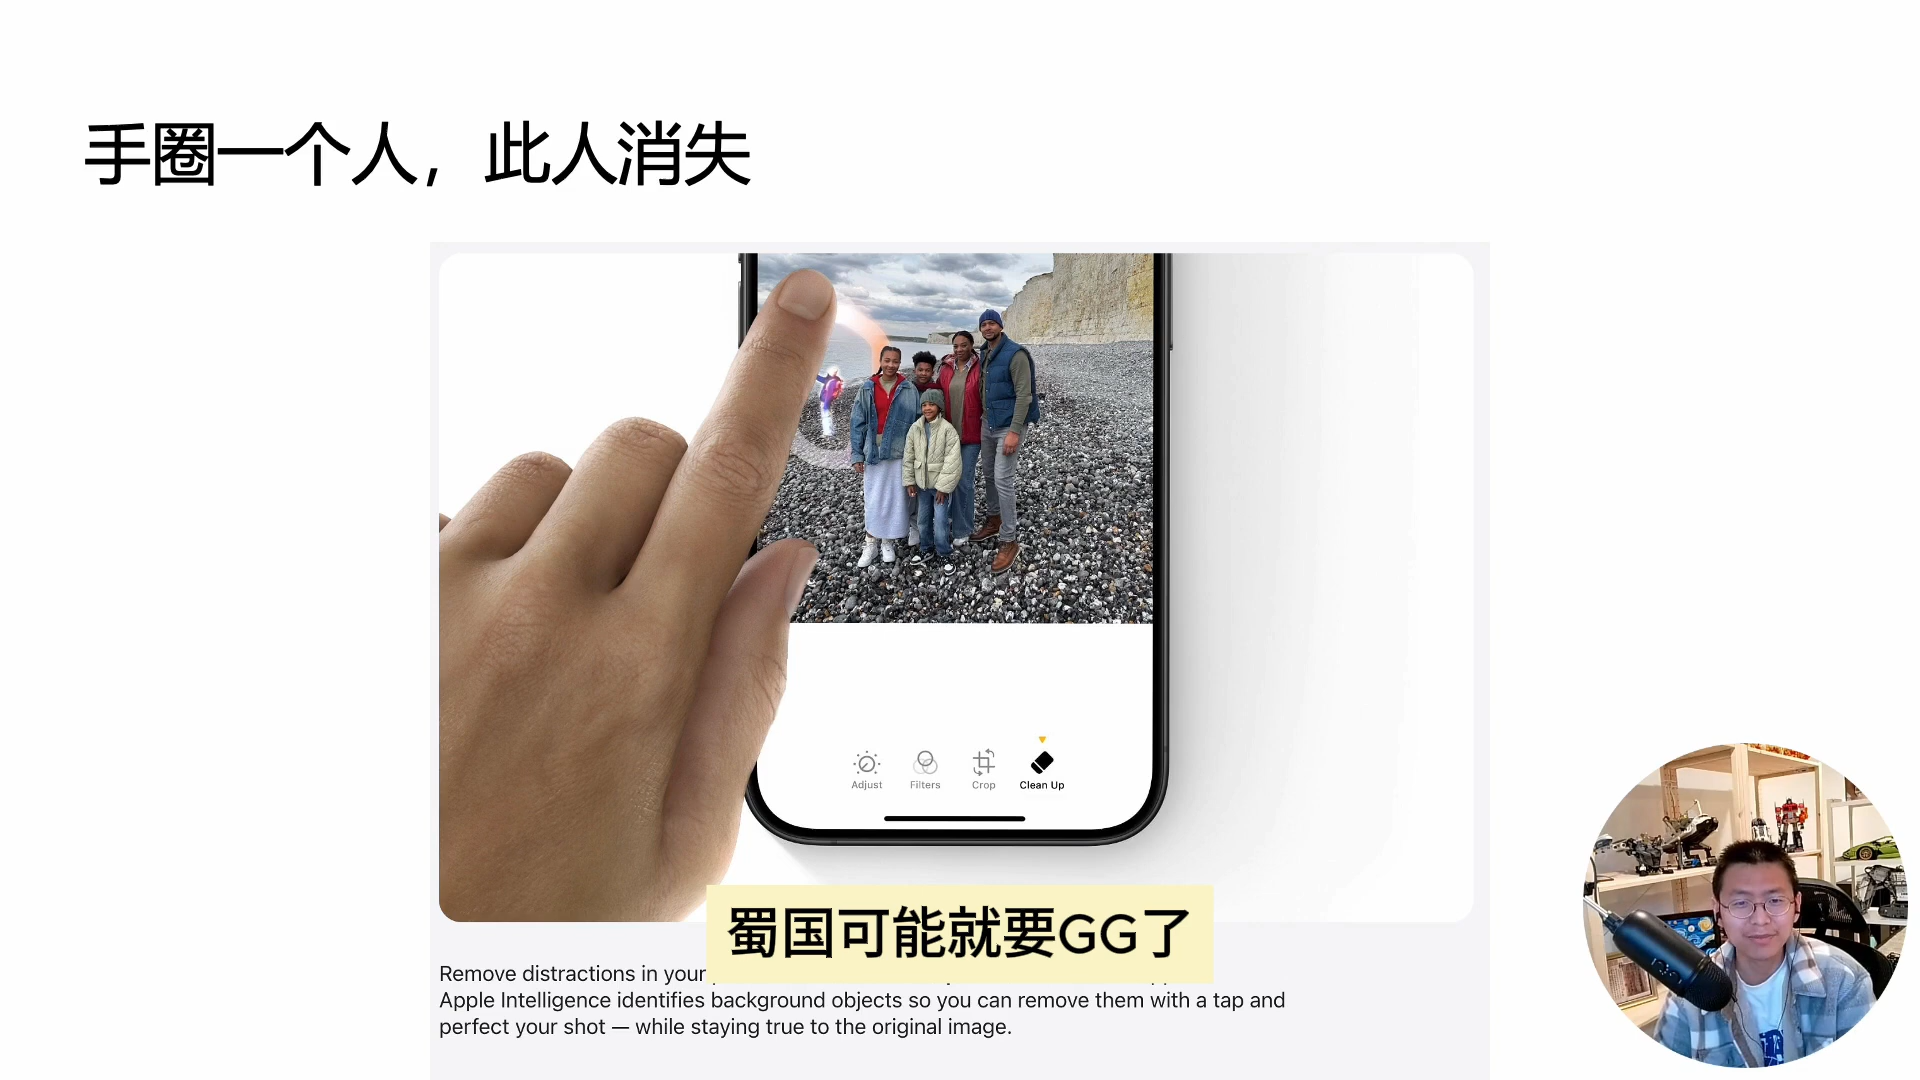 手圈一个人，此人消失
Adjust
Filters
Crop
Clean Up
蜀国可能就要GG了
Remove distractions in your
Apple Intelligence identifies background objects so you can remove them with a tap and
perfect your shot — while staying true to the original image.